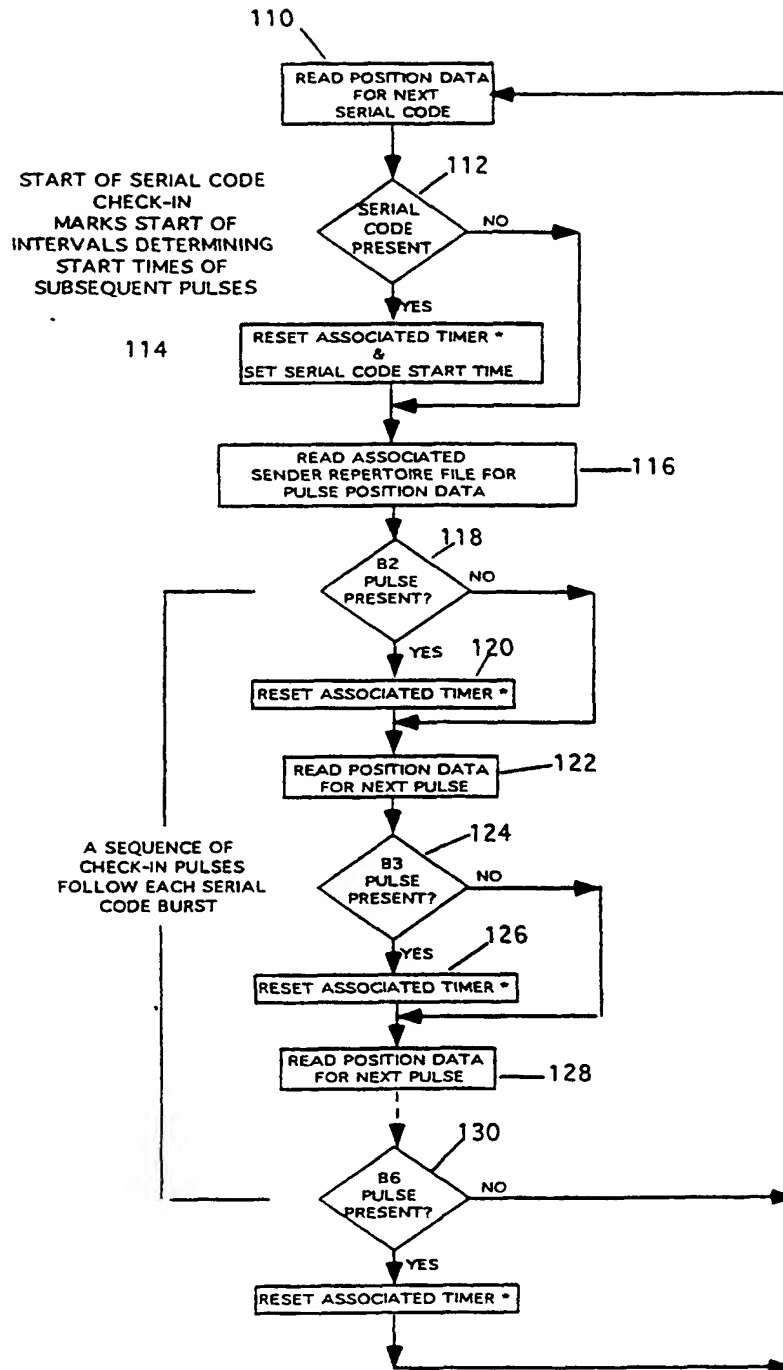 110
READ POSITION DATA
FOR NEXT
SERIAL CODE
START OF SERIAL CODE
CHECK-IN
MARKS START OF
INTERVALS DETERMINING
START TIMES OF
SUBSEQUENT PULSES
112
SERIAL
CODE
PRESENT
NO
YES
114
RESET ASSOCIATED TIMER *
&
SET SERIAL CODE START TIME
READ ASSOCIATED
SENDER REPERTOIRE FILE FOR
PULSE POSITION DATA
116
118
B2
PULSE
PRESENT?
NO
YES
120
RESET ASSOCIATED TIMER *
READ POSITION DATA
FOR NEXT PULSE
122
A SEQUENCE OF
CHECK-IN PULSES
FOLLOW EACH SERIAL
CODE BURST
124
B3
PULSE
PRESENT?
NO
YES
126
RESET ASSOCIATED TIMER *
READ POSITION DATA
FOR NEXT PULSE
128
130
B6
PULSE
PRESENT?
NO
YES
RESET ASSOCIATED TIMER *